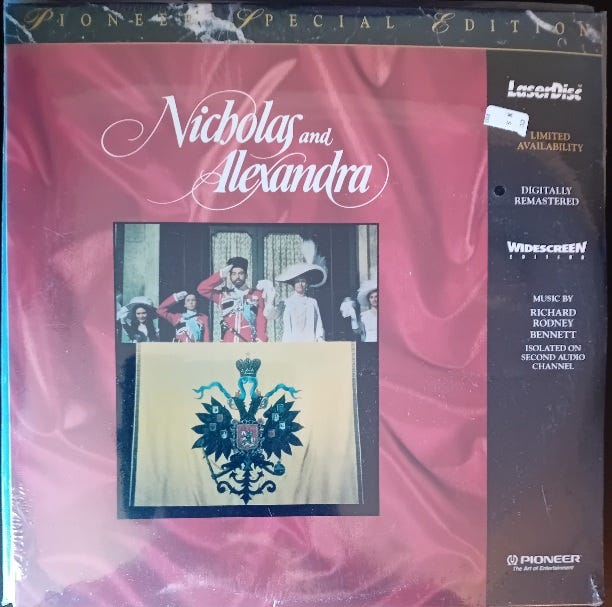 PIONEER SPECIAL EDITION
Nicholas and
Alexandra
LaserDisc
LIMITED
AVAILABILITY
DIGITALLY
REMASTERED
WIDESCREEN
EDITION
MUSIC BY
RICHARD
RODNEY
BENNETT
ISOLATED ON
SECOND AUDIO
CHANNEL
PIONEER
The Art of Entertainment